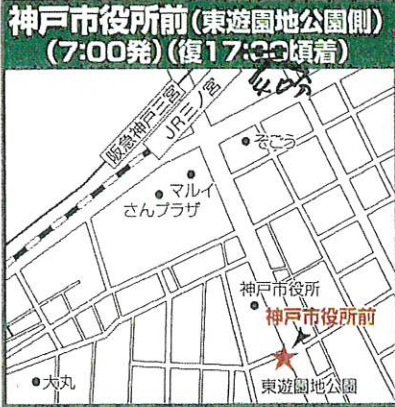 神戸市役所前(東遊園地公園側)
(7:00発)(復17:00頃着)
40分
阪急神戸三宮
JR三ノ宮
そごう
マルイ
さんプラザ
神戸市役所
神戸市役所前
東遊園地公園
大丸